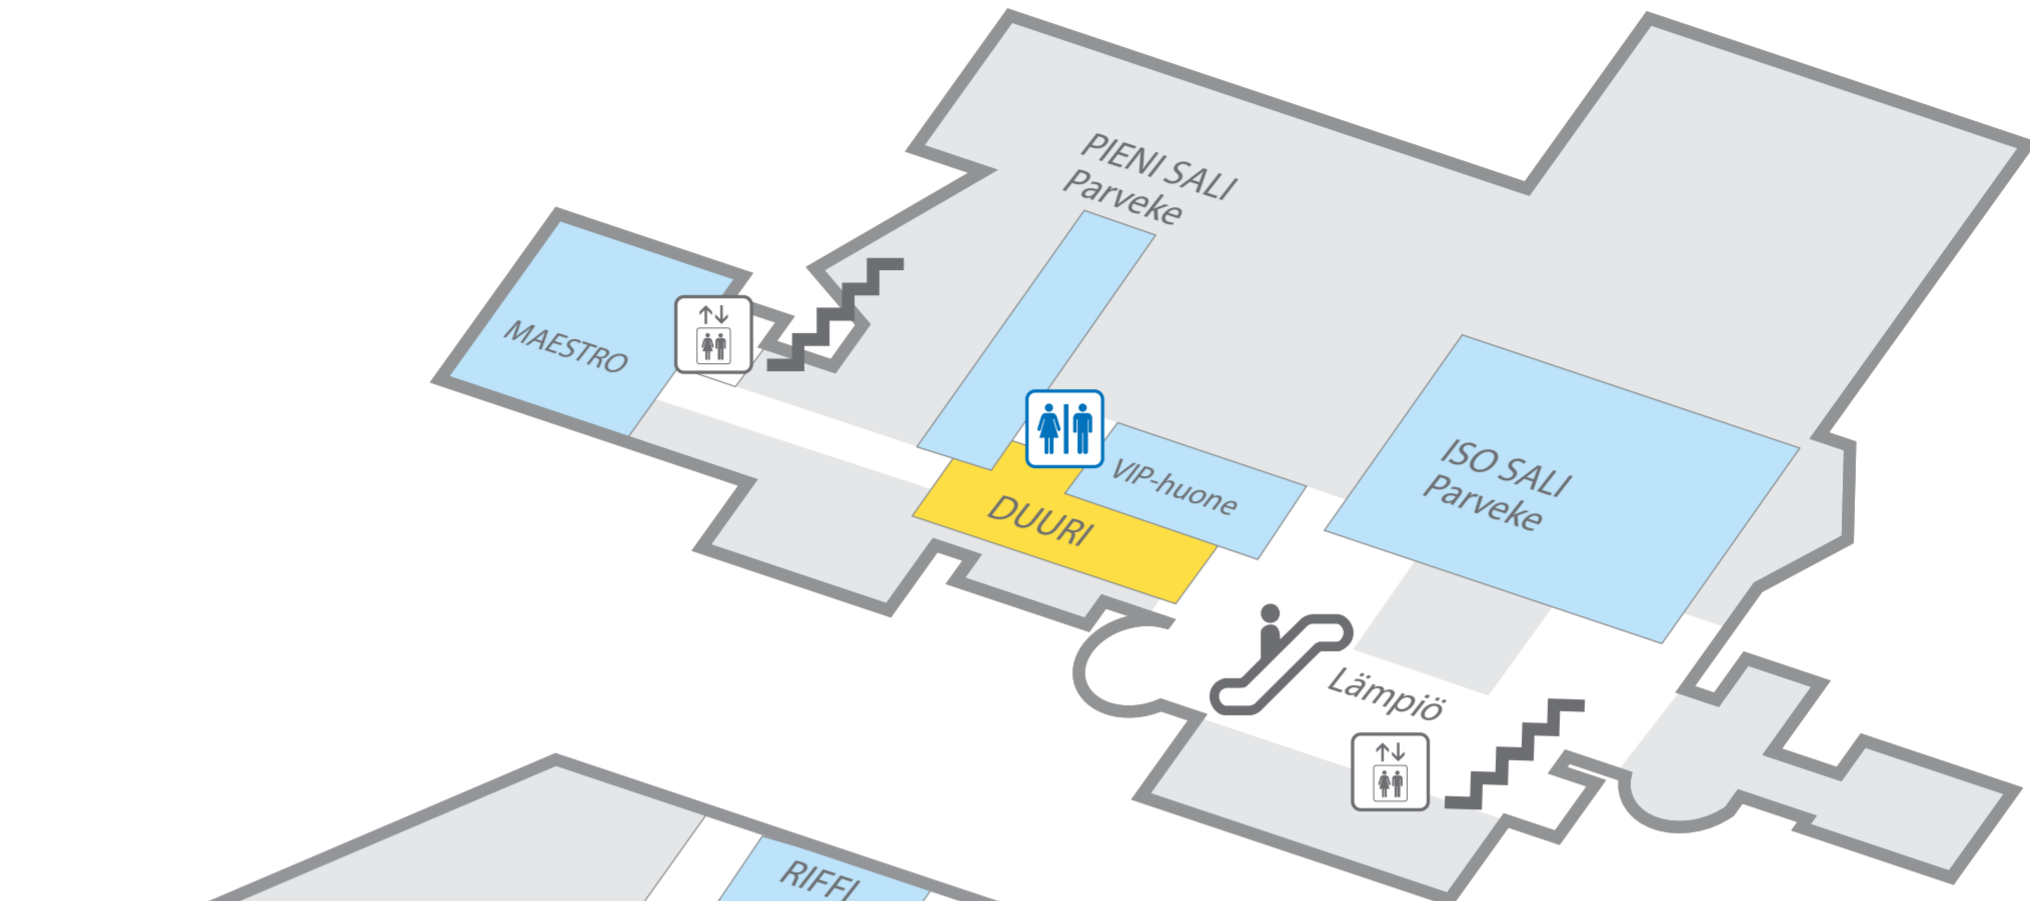 PIENI SALI
Parveke
MAESTRO
VIP-huone
DUURI
ISO SALI
Parveke
Lämpiö
RIFFI